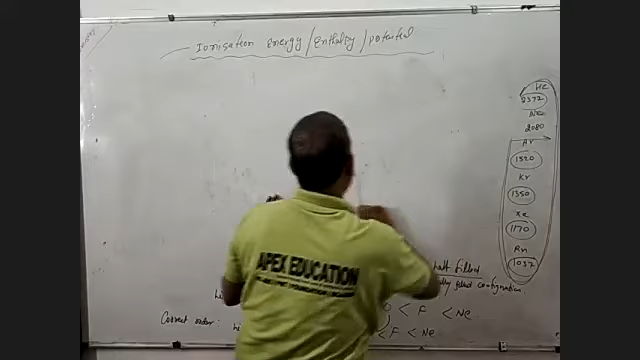 Ionisation energy/Enthalpy/potential
He
2372
Ne
2080
Ar
1520
Kr
1350
Xe
1170
Rn
1037
APEX EDUCATION
half filled
filled configuration
< F < Ne
Correct order: Li
< F < Ne